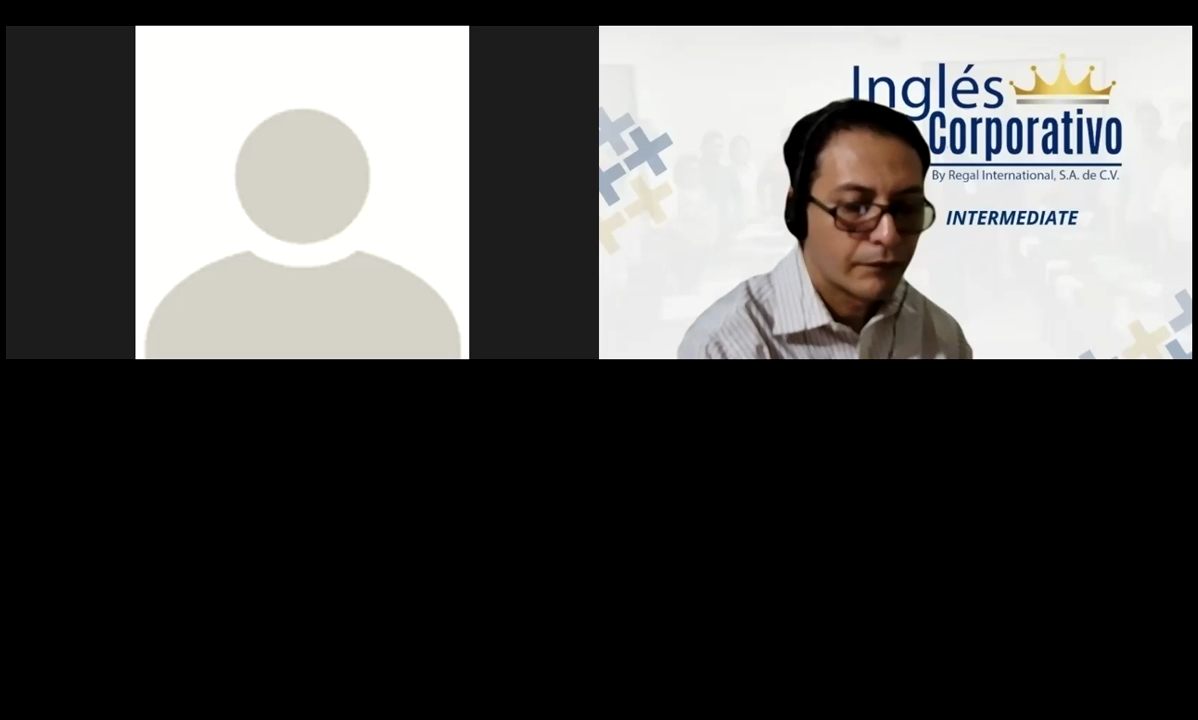 Inglés
Corporativo
By Regal International, S.A. de C.V.
INTERMEDIATE